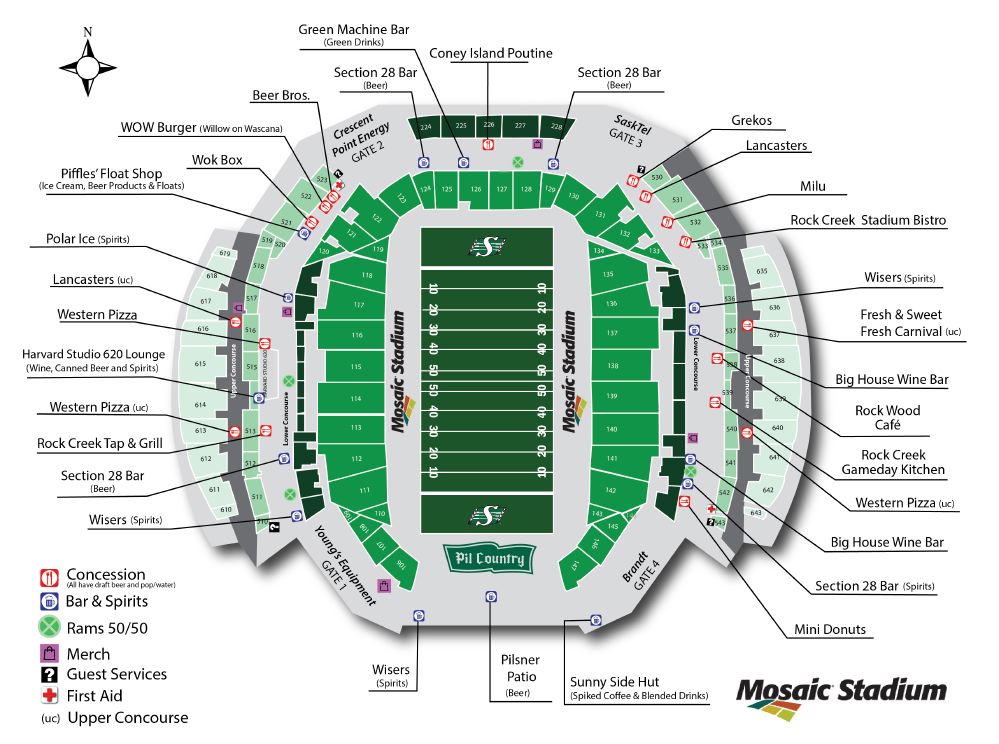 N
Green Machine Bar
(Green Drinks)
Coney Island Poutine
Section 28 Bar
(Beer)
Section 28 Bar
(Beer)
Beer Bros.
WOW Burger (Willow on Wascana)
Wok Box
Piffles' Float Shop
(Ice Cream, Beer Products & Floats)
Polar Ice (Spirits)
Lancasters (uc)
Western Pizza
Harvard Studio 620 Lounge
(Wine, Canned Beer and Spirits)
Western Pizza (uc)
Rock Creek Tap & Grill
Section 28 Bar
(Beer)
Wisers (Spirits)
Crescent
Point Energy
GATE 2
SaskTel
GATE 3
Grekos
Lancasters
Milu
Rock Creek Stadium Bistro
Wisers (Spirits)
Fresh & Sweet
Fresh Carnival (uc)
Big House Wine Bar
Rock Wood
Café
Rock Creek
Gameday Kitchen
Western Pizza (uc)
Big House Wine Bar
Section 28 Bar (Spirits)
Mini Donuts
224 225 226 227 228
124 125 126 127 128 129
123 122 121 120 119
118
117
116
115
114
113
112
111
108
107
106
130 131 132 133 134
135
136
137
138
139
140
141
142
143
145
146
147
523
522
521
520
519
518
517
516
515
513
512
511
510
619
618
617
616
615
614
613
612
611
610
530
531
532
533
534
535
536
537
538
539
540
541
542
543
635
636
637
638
639
641
642
643
Upper Concourse
Lower Concourse
HARVARD STUDIO 620
Lower Concourse
Upper Concourse
Mosaic Stadium
Mosaic Stadium
S
10 10
20 20
30 30
40 40
50 50
40 40
30 30
20 20
10 10
S
Pil Country
Young's Equipment
GATE 1
Brandt
GATE 4
Wisers
(Spirits)
Pilsner
Patio
(Beer)
Sunny Side Hut
(Spiked Coffee & Blended Drinks)
Concession
(All have draft beer and pop/water)
Bar & Spirits
Rams 50/50
Merch
? Guest Services
First Aid
(uc) Upper Concourse
Mosaic Stadium